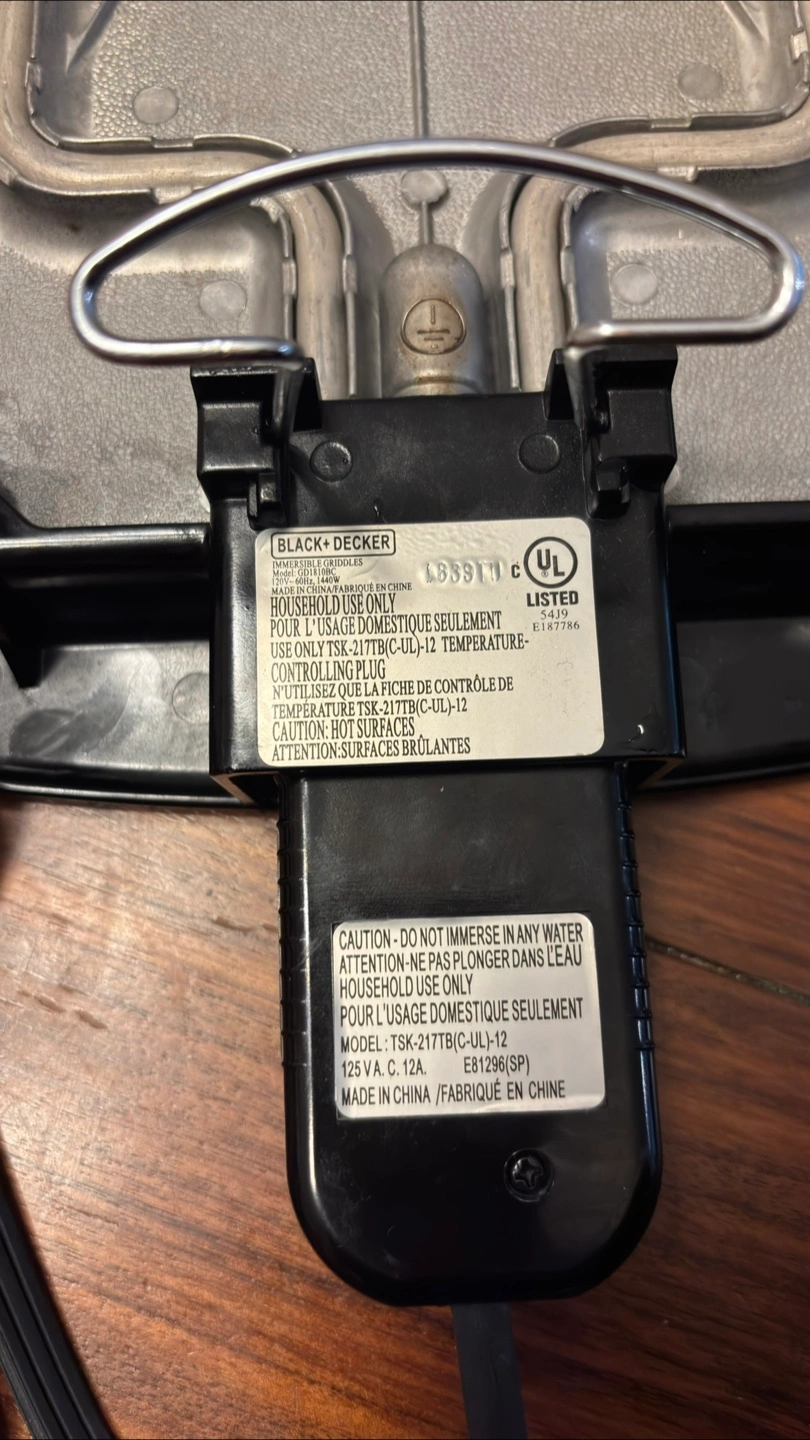 BLACK+DECKER
IMMERSIBLE GRIDDLES
Model: GD1810BC
120V~ 60Hz, 1440W
MADE IN CHINA/FABRIQUÉ EN CHINE
HOUSEHOLD USE ONLY
POUR L'USAGE DOMESTIQUE SEULEMENT
USE ONLY TSK-217TB(C-UL)-12 TEMPERATURE-
CONTROLLING PLUG
N'UTILISEZ QUE LA FICHE DE CONTRÔLE DE
TEMPÉRATURE TSK-217TB(C-UL)-12
CAUTION: HOT SURFACES
ATTENTION:SURFACES BRÛLANTES
C UL
LISTED
54J9
E187786
CAUTION - DO NOT IMMERSE IN ANY WATER
ATTENTION-NE PAS PLONGER DANS L'EAU
HOUSEHOLD USE ONLY
POUR L'USAGE DOMESTIQUE SEULEMENT
MODEL : TSK-217TB(C-UL)-12
125 V A. C. 12A. E81296(SP)
MADE IN CHINA /FABRIQUÉ EN CHINE